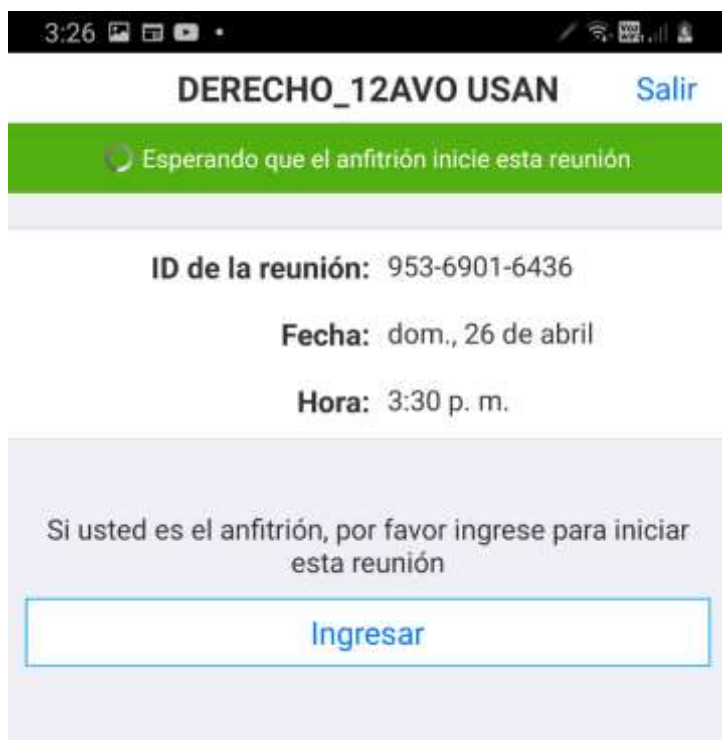 3:26
DERECHO_12AVO USAN Salir
Esperando que el anfitrión inicie esta reunión
ID de la reunión: 953-6901-6436
Fecha: dom., 26 de abril
Hora: 3:30 p. m.
Si usted es el anfitrión, por favor ingrese para iniciar
esta reunión
Ingresar